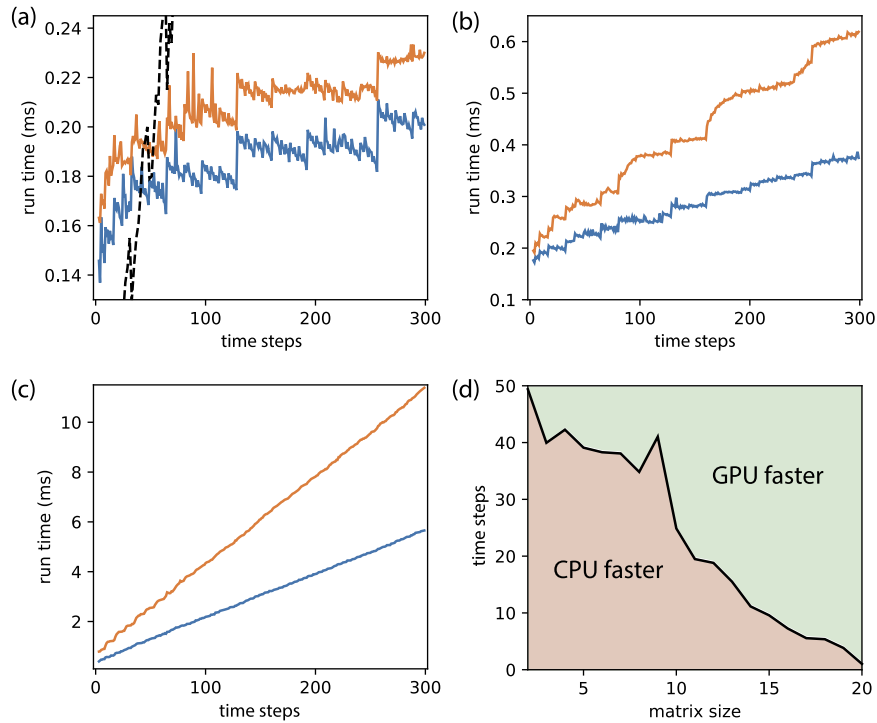 (a)
0.24
0.22
0.20
0.18
0.16
0.14
run time (ms)
0
100
200
300
time steps
(b)
0.6
0.5
0.4
0.3
0.2
0.1
run time (ms)
0
100
200
300
time steps
(c)
10
8
6
4
2
run time (ms)
0
100
200
300
time steps
(d)
50
40
30
20
10
0
time steps
GPU faster
CPU faster
5
10
15
20
matrix size